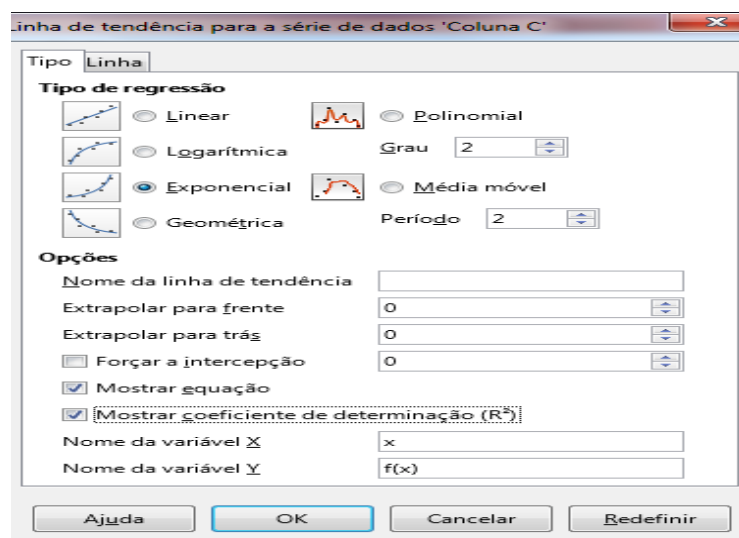 Linha de tendência para a série de dados 'Coluna C'
Tipo Linha
Tipo de regressão
Linear Polinomial
Logarítmica Grau 2
Exponencial Média móvel
Geométrica Período 2
Opções
Nome da linha de tendência
Extrapolar para frente 0
Extrapolar para trás 0
Forçar a intercepção 0
Mostrar equação
Mostrar coeficiente de determinação (R²)
Nome da variável X x
Nome da variável Y f(x)
Ajuda OK Cancelar Redefinir